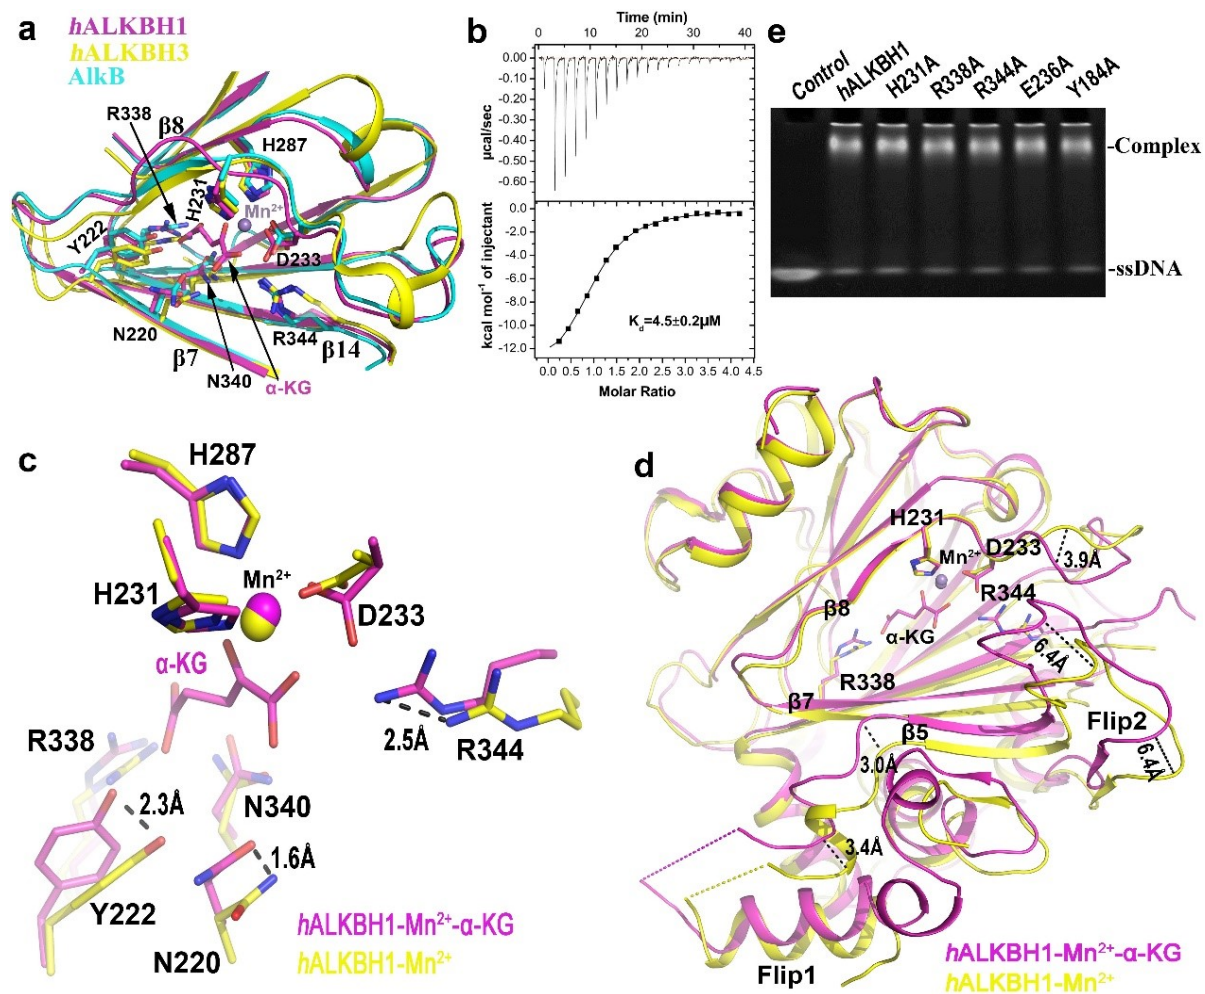 a
hALKBH1
hALKBH3
AlkB
R338
β8
H287
H231
Mn²⁺
Y222
D233
N220
R344
β7
β14
N340
α-KG
b
Time (min)
0 10 20 30 40
0.00
-0.10
-0.20
-0.30
-0.40
-0.50
-0.60
µcal/sec
0.0
-2.0
-4.0
-6.0
-8.0
-10.0
-12.0
kcal mol⁻¹ of injectant
Kd=4.5±0.2µM
0.0 0.5 1.0 1.5 2.0 2.5 3.0 3.5 4.0 4.5
Molar Ratio
e
Control
hALKBH1
H231A
R338A
R344A
E236A
Y184A
-Complex
-ssDNA
c
H287
Mn²⁺
H231
D233
α-KG
R338
2.5Å
R344
N340
2.3Å
1.6Å
Y222
N220
hALKBH1-Mn²⁺-α-KG
hALKBH1-Mn²⁺
d
H231
Mn²⁺
D233
3.9Å
R344
β8
α-KG
6.4Å
R338
β7
β5
Flip2
3.0Å
6.4Å
3.4Å
Flip1
hALKBH1-Mn²⁺-α-KG
hALKBH1-Mn²⁺